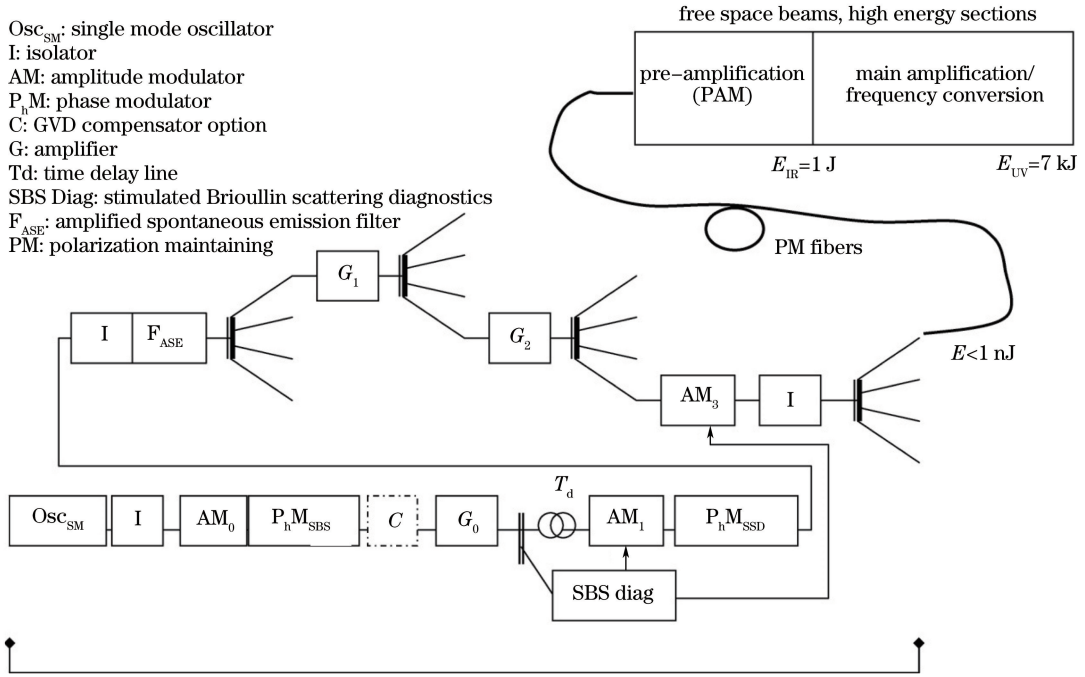 Osc_SM: single mode oscillator
I: isolator
AM: amplitude modulator
P_hM: phase modulator
C: GVD compensator option
G: amplifier
Td: time delay line
SBS Diag: stimulated Brioullin scattering diagnostics
F_ASE: amplified spontaneous emission filter
PM: polarization maintaining
free space beams, high energy sections
pre−amplification
(PAM)
main amplification/
frequency conversion
E_IR=1 J
E_UV=7 kJ
PM fibers
E<1 nJ
G_1
I
F_ASE
G_2
AM_3
I
Osc_SM
I
AM_0
P_hM_SBS
C
G_0
T_d
AM_1
P_hM_SSD
SBS diag